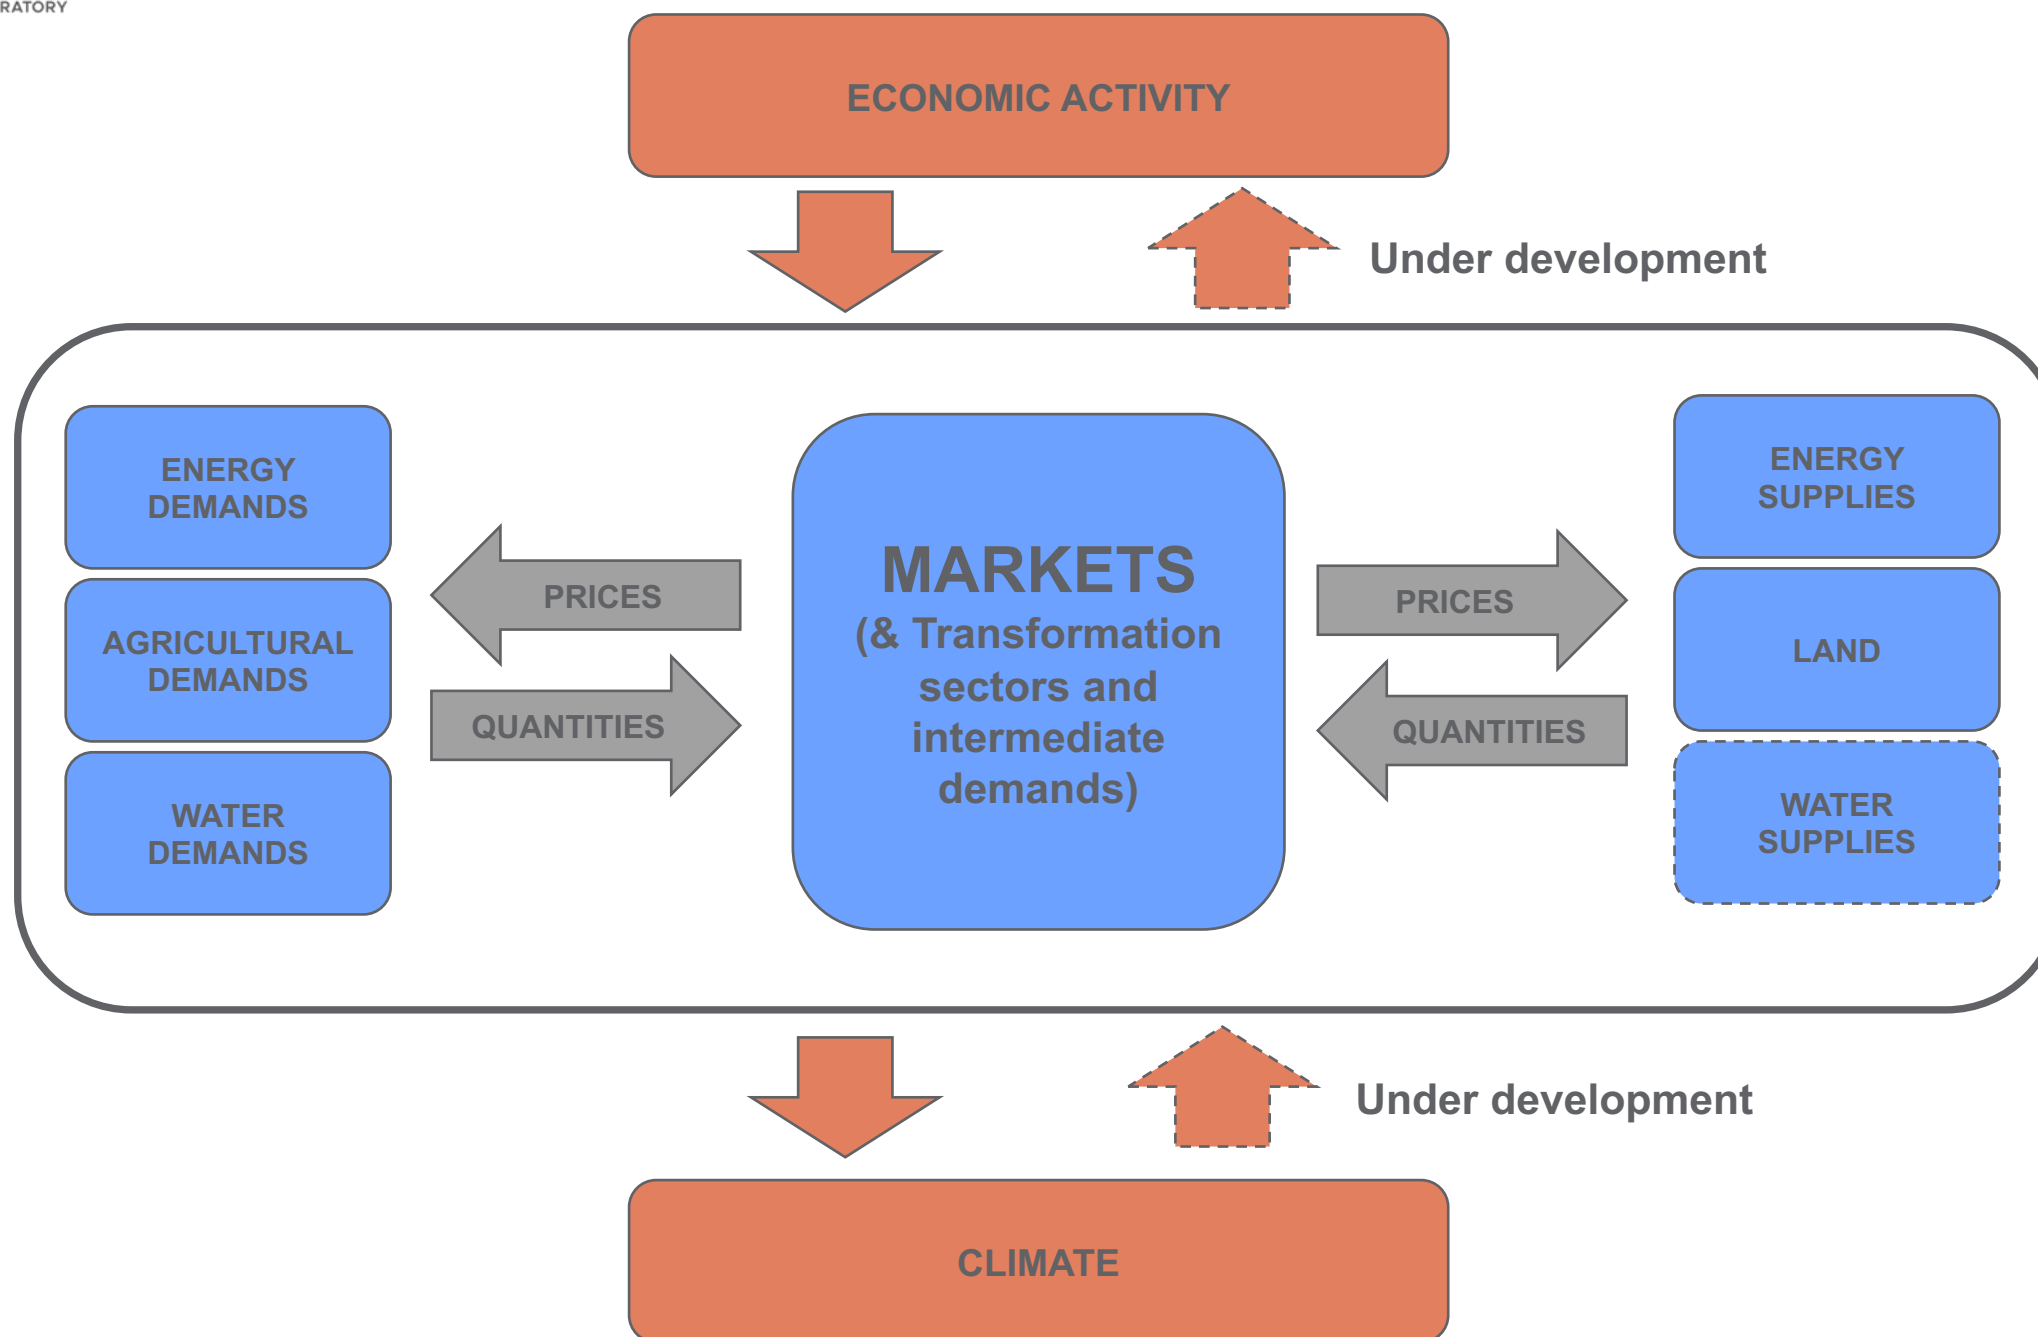 RATORY
ECONOMIC ACTIVITY
Under development
ENERGY
DEMANDS
AGRICULTURAL
DEMANDS
WATER
DEMANDS
PRICES
QUANTITIES
MARKETS
(& Transformation
sectors and
intermediate
demands)
PRICES
QUANTITIES
ENERGY
SUPPLIES
LAND
WATER
SUPPLIES
Under development
CLIMATE